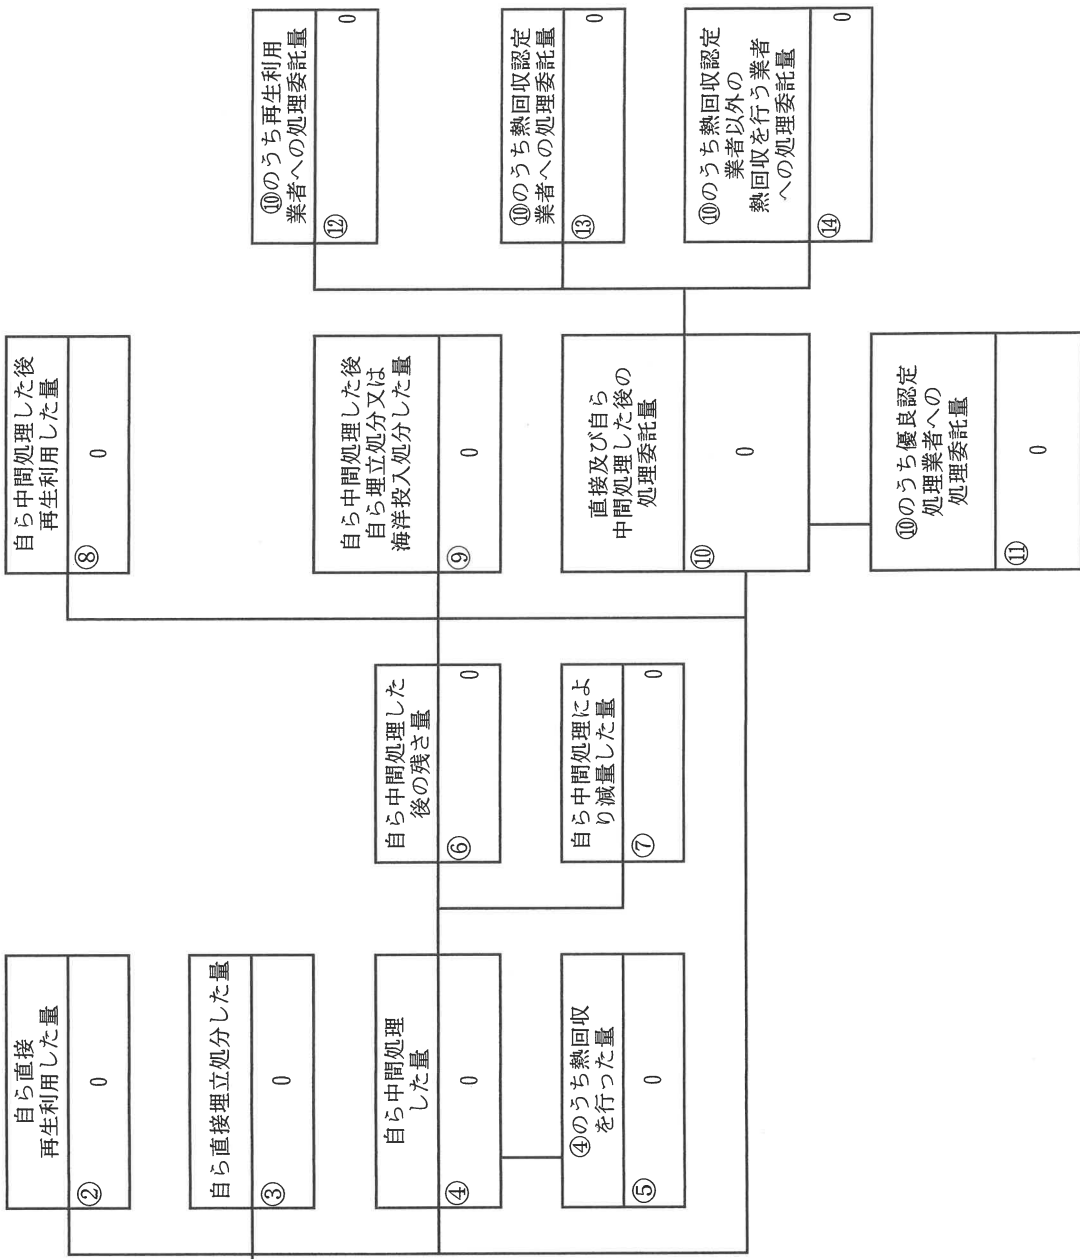 自ら直接
再生利用した量
②
0
自ら直接埋立処分した量
③
0
自ら中間処理
した量
④
0
④のうち熱回収
を行った量
⑤
0
自ら中間処理した
後の残さ量
⑥
0
自ら中間処理によ
り減量した量
⑦
0
自ら中間処理した後
再生利用した量
⑧
0
自ら中間処理した後
自ら埋立処分又は
海洋投入処分した量
⑨
0
直接及び自ら
中間処理した後の
処理委託量
⑩
0
⑩のうち優良認定
処理業者への
処理委託量
⑪
0
⑩のうち再生利用
業者への処理委託量
⑫
0
⑩のうち熱回収認定
業者への処理委託量
⑬
0
⑩のうち熱回収認定
業者以外の
熱回収を行う業者
への処理委託量
⑭
0